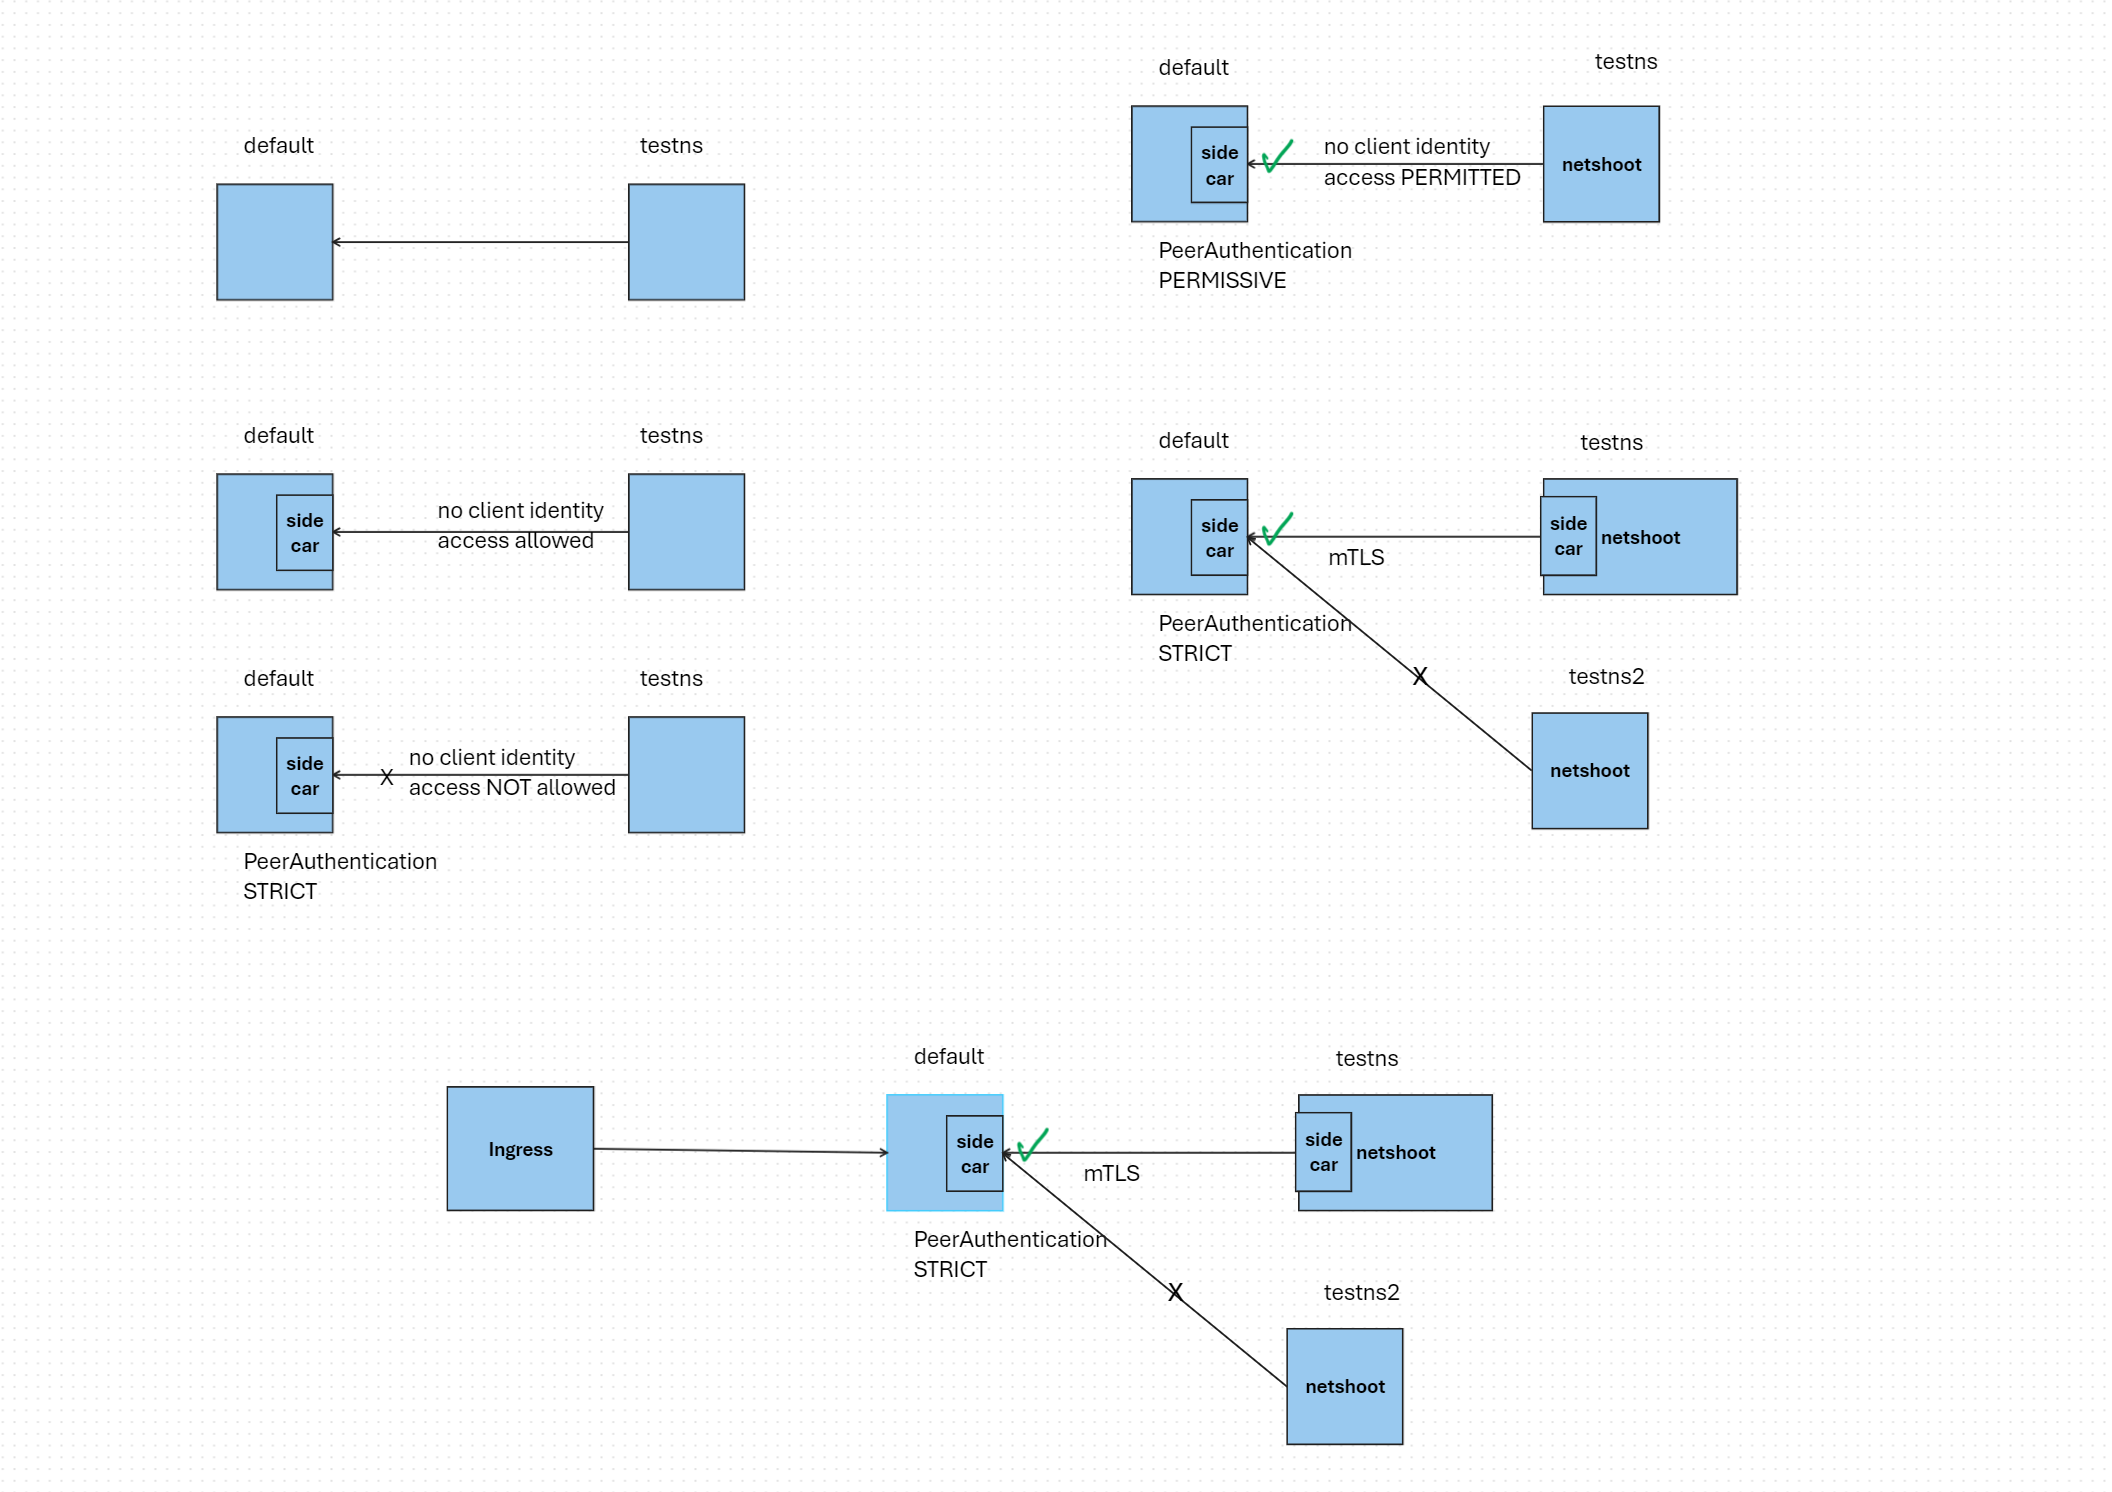 default
testns
default
testns
side
car
no client identity
access PERMITTED
netshoot
PeerAuthentication
PERMISSIVE
default
testns
side
car
no client identity
access allowed
default
testns
side
car
mTLS
side
car
netshoot
PeerAuthentication
STRICT
X
testns2
netshoot
default
testns
side
car
X
no client identity
access NOT allowed
PeerAuthentication
STRICT
default
testns
Ingress
side
car
mTLS
side
car
netshoot
PeerAuthentication
STRICT
X
testns2
netshoot